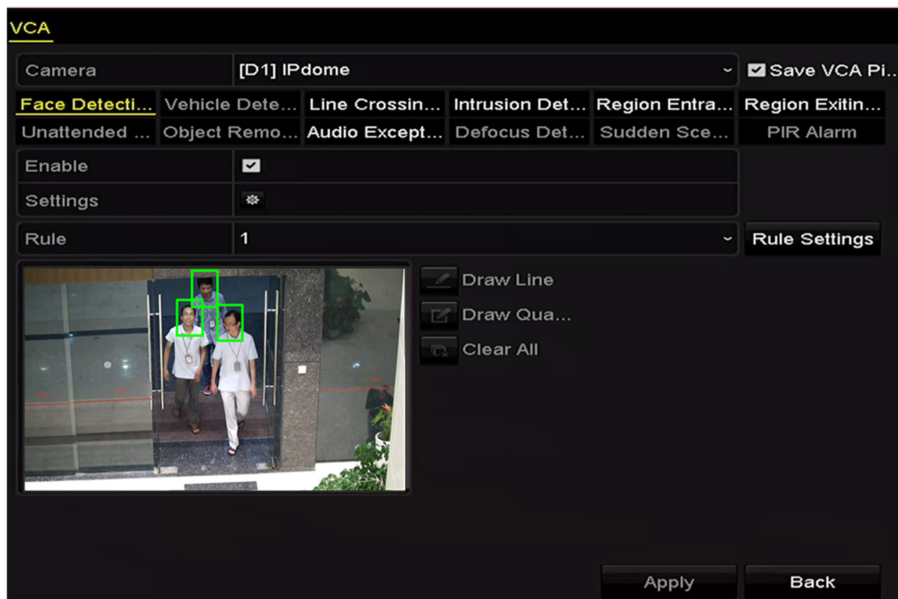 VCA
Camera [D1] IPdome Save VCA Pi...
Face Detecti... Vehicle Dete... Line Crossin... Intrusion Det... Region Entra... Region Exitin...
Unattended ... Object Remo... Audio Except... Defocus Det... Sudden Sce... PIR Alarm
Enable
Settings
Rule 1 Rule Settings
Draw Line
Draw Qua...
Clear All
Apply Back